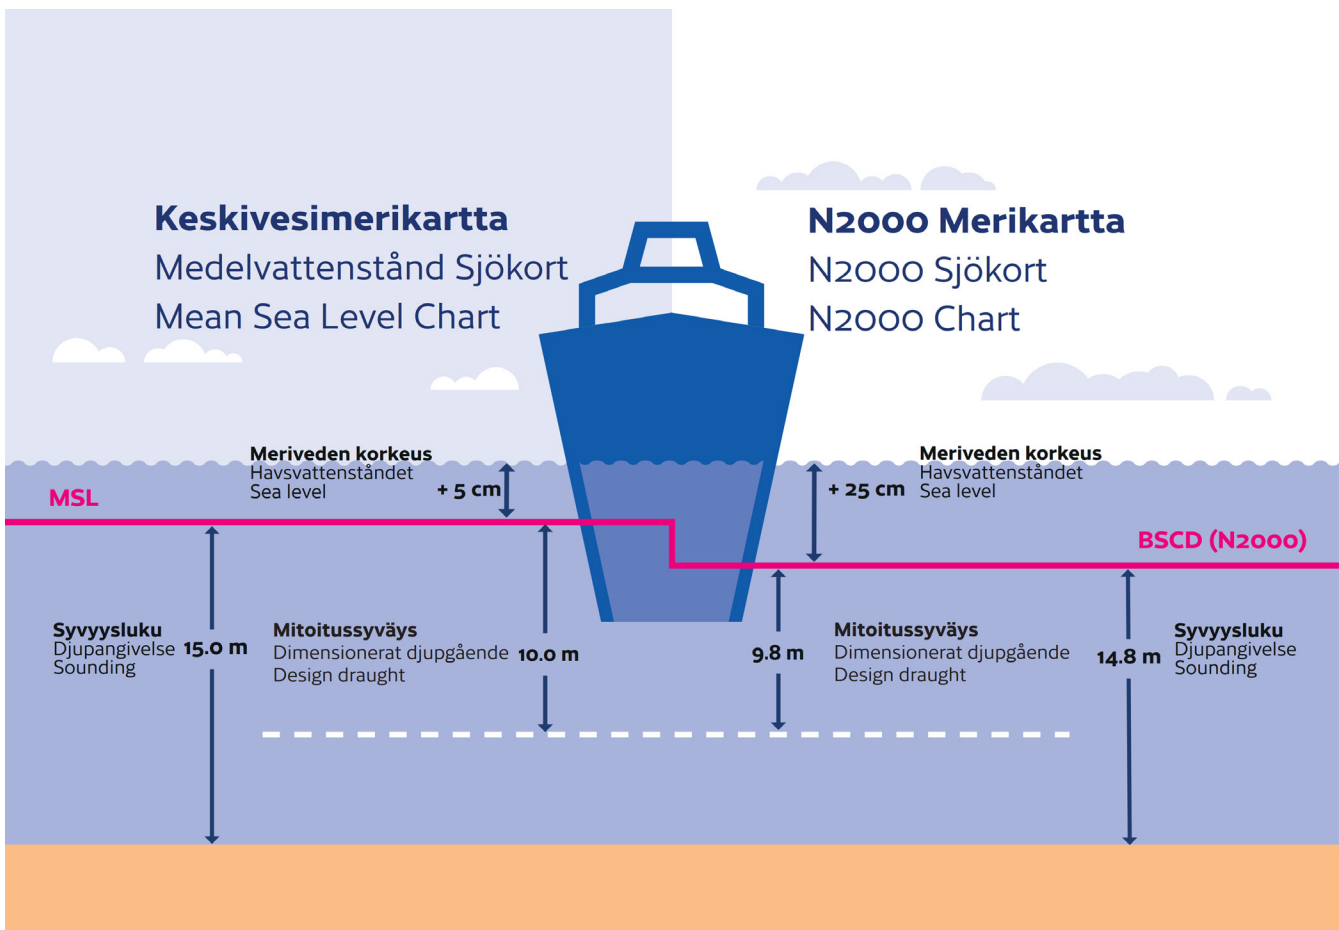 Keskivesimerikartta
Medelvattenstånd Sjökort
Mean Sea Level Chart
N2000 Merikartta
N2000 Sjökort
N2000 Chart
Meriveden korkeus
Havsvattenståndet
Sea level
+ 5 cm
MSL
+ 25 cm
Meriveden korkeus
Havsvattenståndet
Sea level
BSCD (N2000)
Syvyysluku
Djupangivelse
Sounding
15.0 m
Mitoitussyväys
Dimensionerat djupgående
Design draught
10.0 m
9.8 m
Mitoitussyväys
Dimensionerat djupgående
Design draught
14.8 m
Syvyysluku
Djupangivelse
Sounding